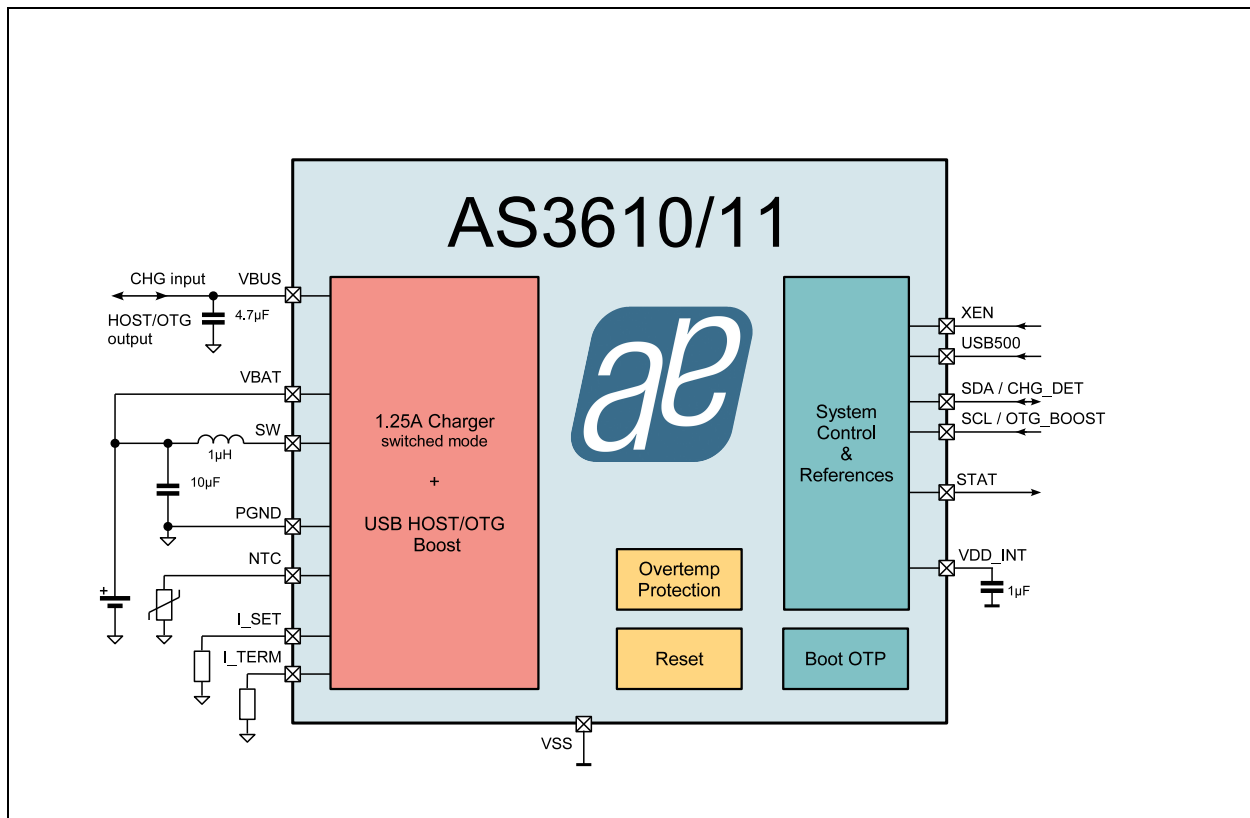 AS3610/11
CHG input
HOST/OTG
output
4.7µF
VBUS
VBAT
SW
1µH
10µF
PGND
NTC
+
I_SET
I_TERM
1.25A Charger
switched mode
+
USB HOST/OTG
Boost
ae
Overtemp
Protection
Reset
System
Control
&
References
Boot OTP
XEN
USB500
SDA / CHG_DET
SCL / OTG_BOOST
STAT
VDD_INT
1µF
VSS